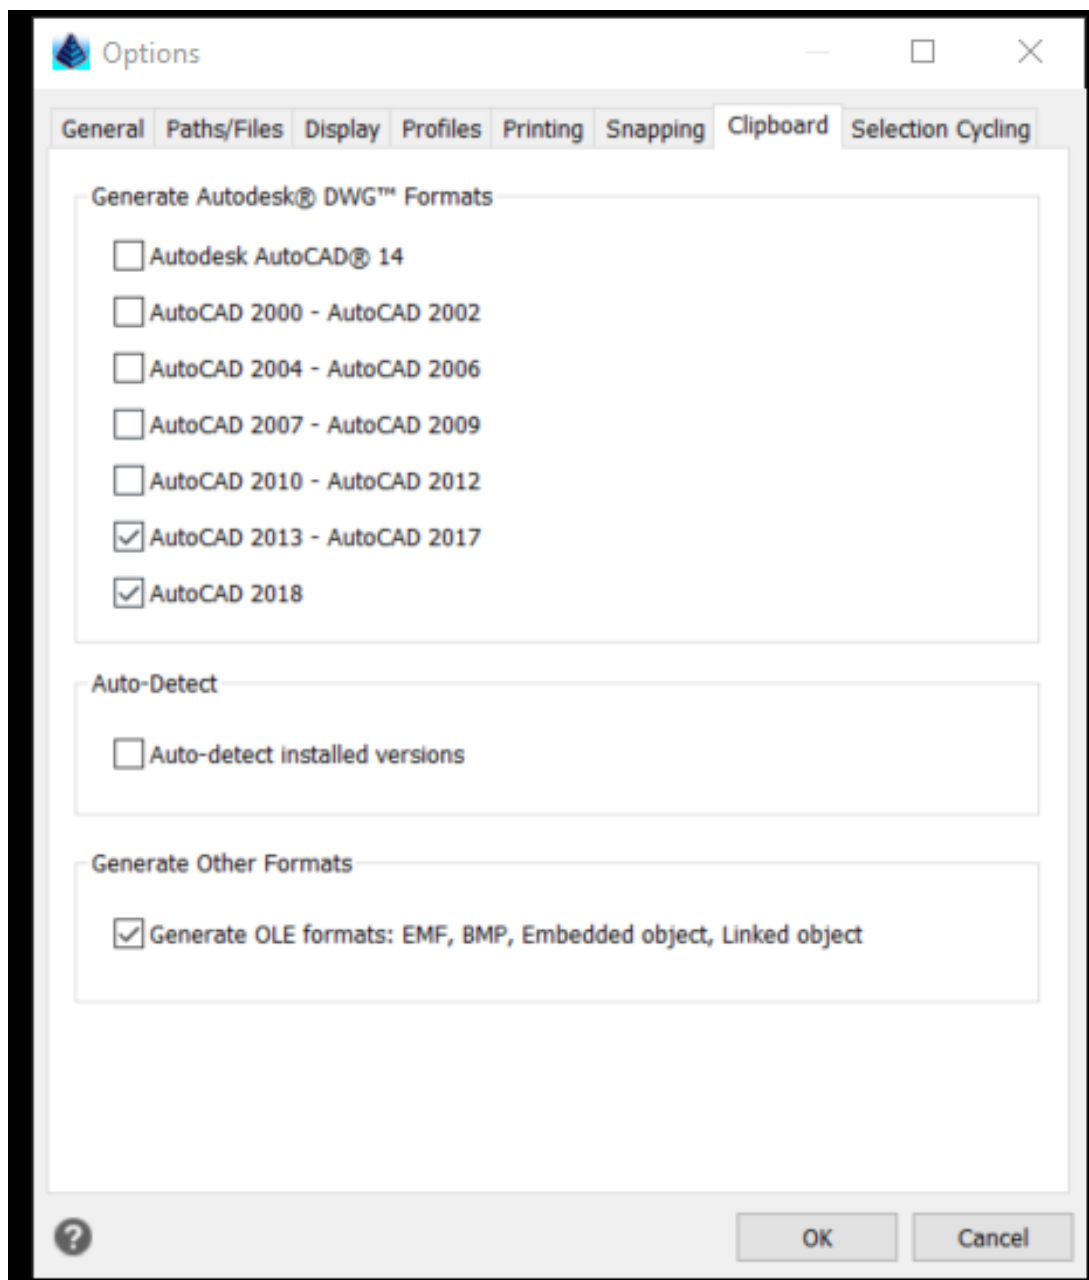 Options
General Paths/Files Display Profiles Printing Snapping Clipboard Selection Cycling
Generate Autodesk® DWG™ Formats
Autodesk AutoCAD® 14
AutoCAD 2000 - AutoCAD 2002
AutoCAD 2004 - AutoCAD 2006
AutoCAD 2007 - AutoCAD 2009
AutoCAD 2010 - AutoCAD 2012
AutoCAD 2013 - AutoCAD 2017
AutoCAD 2018
Auto-Detect
Auto-detect installed versions
Generate Other Formats
Generate OLE formats: EMF, BMP, Embedded object, Linked object
? OK Cancel